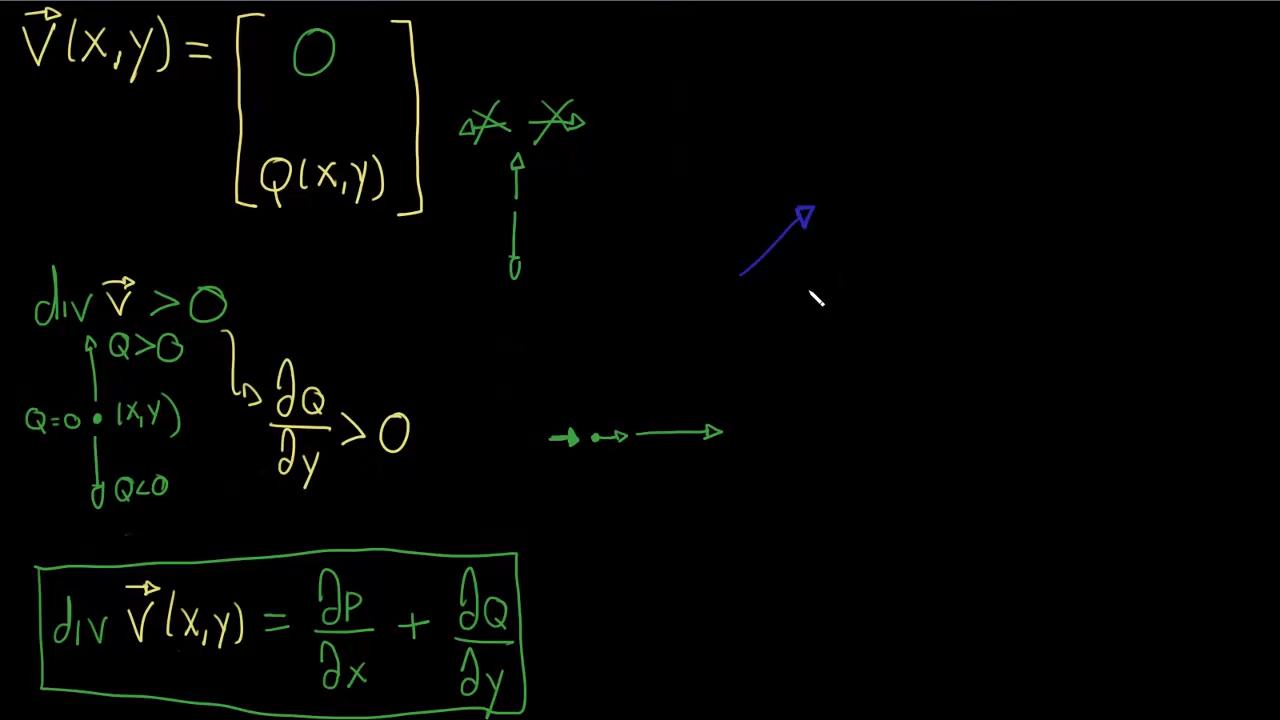 v⃗(x,y) = [ 0
Q(x,y) ]
div v⃗ > 0
Q>0
Q=0 • (x,y)
Q<0
∂Q/∂y > 0
div v⃗(x,y) = ∂P/∂x + ∂Q/∂y